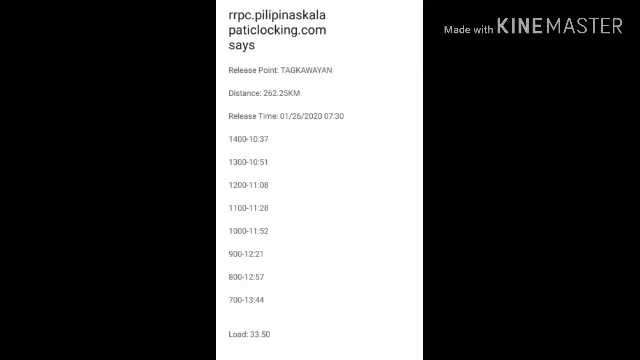 rrpc.pilipinaskala
paticlocking.com
says
Release Point: TAGKAWAYAN
Distance: 262.25KM
Release Time: 01/26/2020 07:30
1400-10:37
1300-10:51
1200-11:08
1100-11:28
1000-11:52
900-12:21
800-12:57
700-13:44
Load: 33.50
Made with KINEMASTER